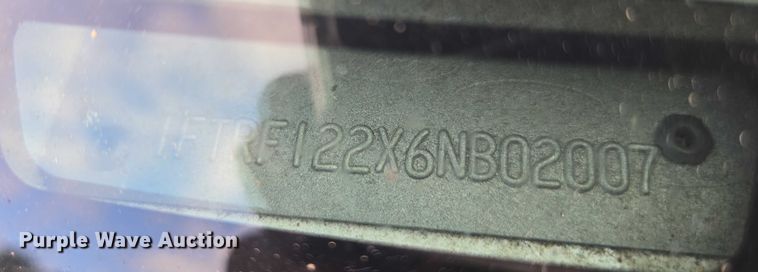 1FTRF122X6NB02007
Purple Wave Auction